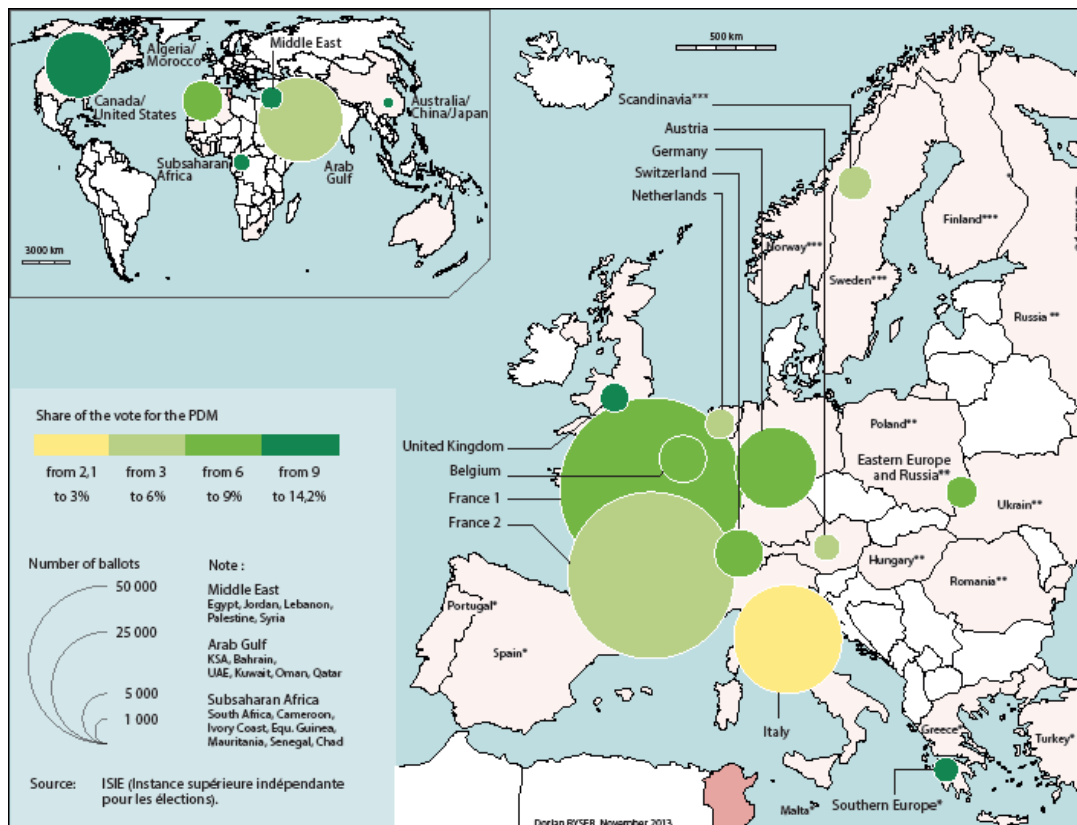 Middle East
Algeria/
Morocco
Canada/
United States
Australia/
China/Japan
Subsaharan
Africa
Arab
Gulf
3000 km
500 km
Scandinavia***
Austria
Germany
Switzerland
Netherlands
Finland***
Norway***
Sweden***
Russia **
Share of the vote for the PDM
from 2,1
to 3%
from 3
to 6%
from 6
to 9%
from 9
to 14,2%
United Kingdom
Belgium
France 1
France 2
Poland**
Eastern Europe
and Russia**
Ukrain**
Hungary**
Romania**
Portugal*
Spain*
Italy
Greece*
Turkey*
Malta*
Southern Europe*
Number of ballots
50 000
25 000
5 000
1 000
Note :
Middle East
Egypt, Jordan, Lebanon,
Palestine, Syria
Arab Gulf
KSA, Bahrain,
UAE, Kuwait, Oman, Qatar
Subsaharan Africa
South Africa, Cameroon,
Ivory Coast, Equ. Guinea,
Mauritania, Senegal, Chad
Source: ISIE (Instance supérieure indépendante
pour les élections).
Dorian RYSER, November 2013